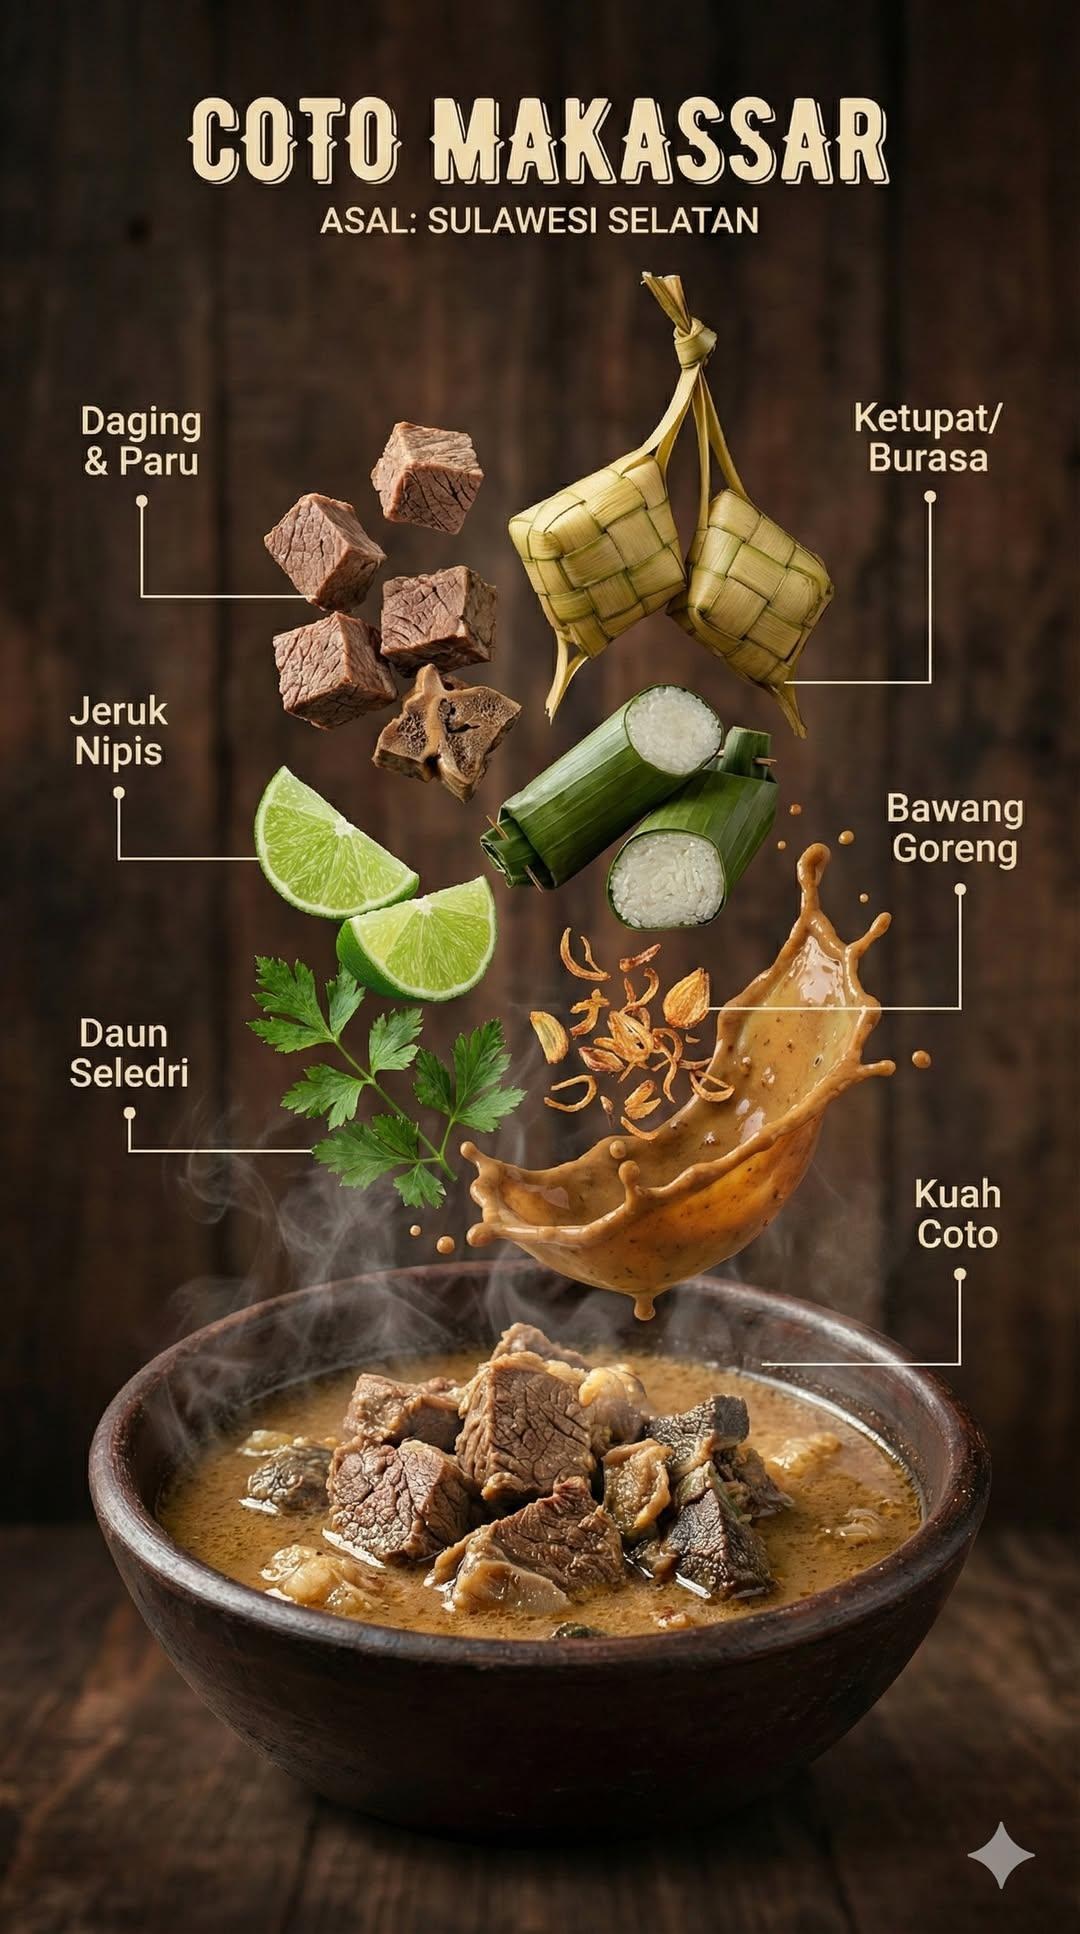 COTO MAKASSAR
ASAL: SULAWESI SELATAN
Daging
& Paru
Ketupat/
Burasa
Jeruk
Nipis
Bawang
Goreng
Daun
Seledri
Kuah
Coto